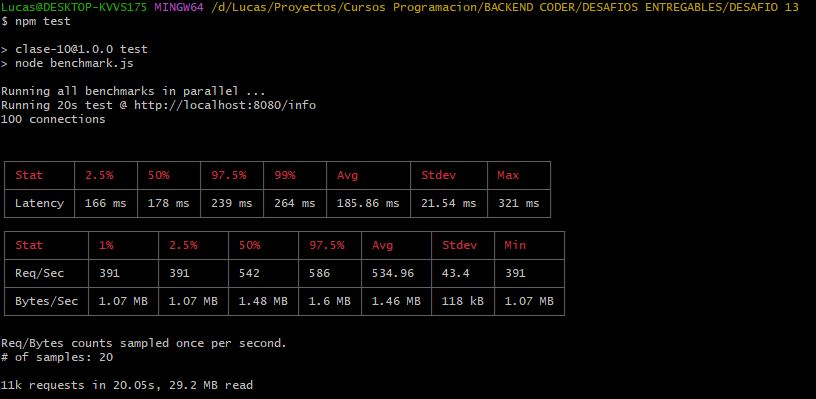 Lucas@DESKTOP-KVVS175 MINGW64 /d/Lucas/Proyectos/Cursos Programacion/BACKEND CODER/DESAFIOS ENTREGABLES/DESAFIO 13
$ npm test
> clase-10@1.0.0 test
> node benchmark.js
Running all benchmarks in parallel ...
Running 20s test @ http://localhost:8080/info
100 connections
Stat 2.5% 50% 97.5% 99% Avg Stdev Max
Latency 166 ms 178 ms 239 ms 264 ms 185.86 ms 21.54 ms 321 ms
Stat 1% 2.5% 50% 97.5% Avg Stdev Min
Req/Sec 391 391 542 586 534.96 43.4 391
Bytes/Sec 1.07 MB 1.07 MB 1.48 MB 1.6 MB 1.46 MB 118 kB 1.07 MB
Req/Bytes counts sampled once per second.
# of samples: 20
11k requests in 20.05s, 29.2 MB read